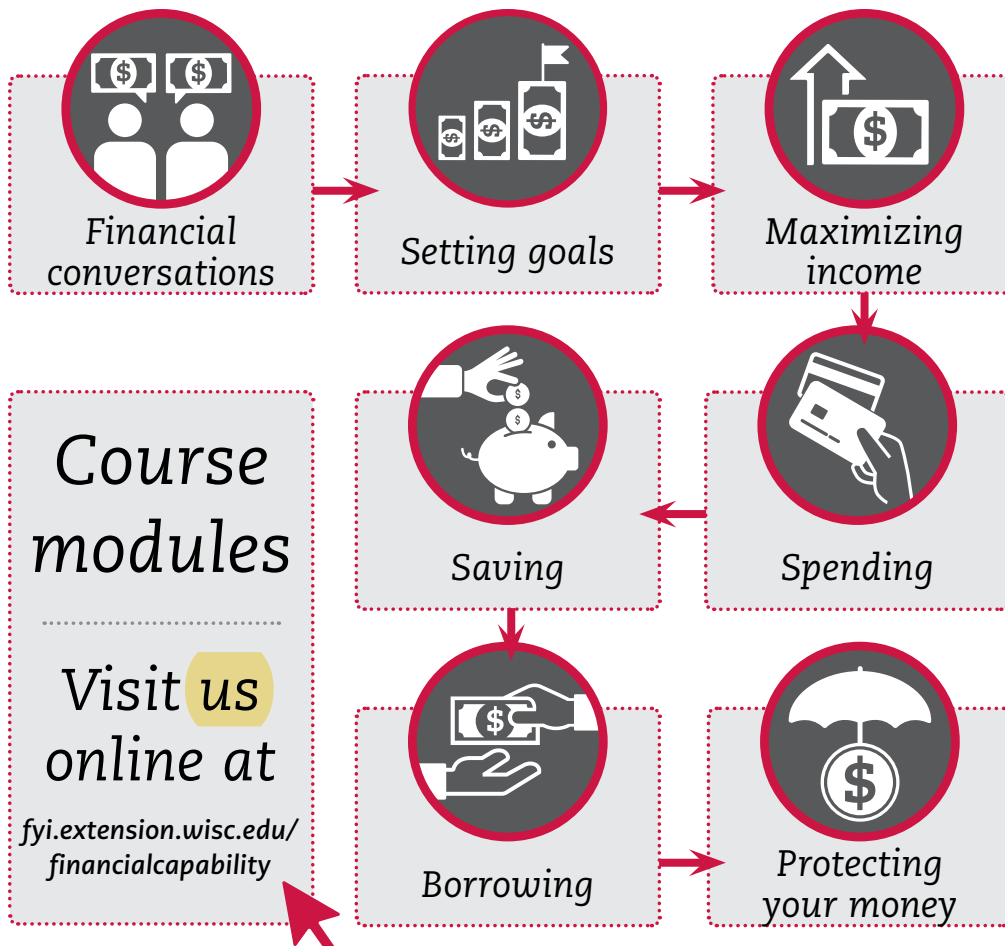 Financial
conversations
Setting goals
Maximizing
income
Course
modules
Visit us
online at
fyi.extension.wisc.edu/
financialcapability
Saving
Spending
Borrowing
Protecting
your money